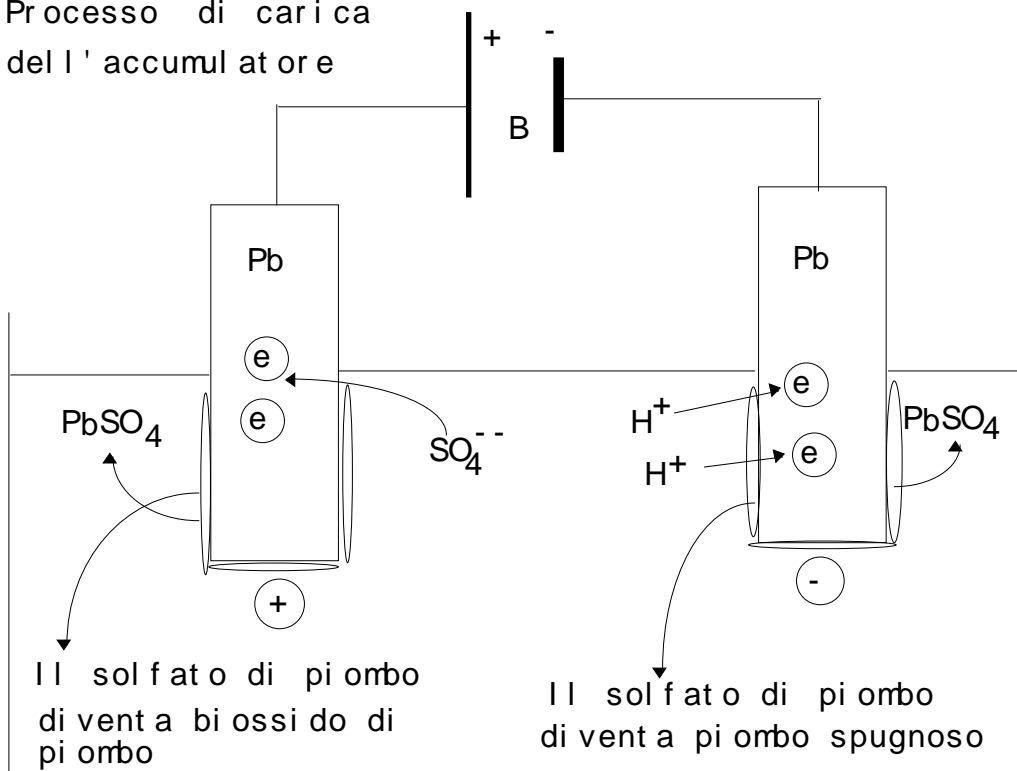 Processo di carica
dell'accumulatore
+ -
B
Pb
Pb
e
e
PbSO4
SO4--
H+
H+
e
e
PbSO4
+
-
Il solfato di piombo
diventa biossido di
piombo
Il solfato di piombo
diventa piombo spugnoso